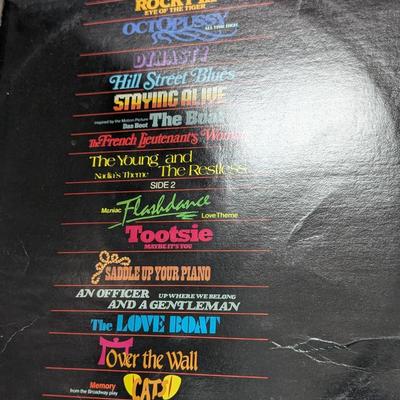 ROCKY III
EYE OF THE TIGER
OCTOPUSSY
ALL TIME HIGH
DYNASTY
Hill Street Blues
STAYING ALIVE
inspired by the Motion Picture
Das Boot The Boat
The French Lieutenant's Woman
The Young and
Nadia's Theme The Restless
SIDE 2
Maniac Flashdance Love Theme
Tootsie
MAYBE IT'S YOU
SADDLE UP YOUR PIANO
AN OFFICER UP WHERE WE BELONG
AND A GENTLEMAN
The LOVE BOAT
Over the Wall
Memory
from the Broadway play CATS